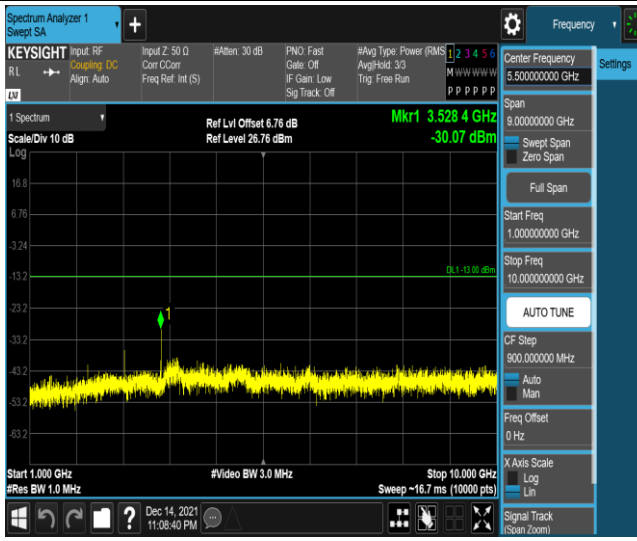 Spectrum Analyzer 1
Swept SA
Frequency
KEYSIGHT
Input: RF
Input Z: 50 Ω
#Atten: 30 dB
PNO: Fast
#Avg Type: Power (RMS
1 2 3 4 5 6
RL
Coupling: DC
Corr CCorr
Gate: Off
Avg|Hold: 3/3
M W W W W W
Align: Auto
Freq Ref: Int (S)
IF Gain: Low
Trig: Free Run
Sig Track: Off
P P P P P P
LXI
1 Spectrum
Ref Lvl Offset 6.76 dB
Mkr1 3.528 4 GHz
Scale/Div 10 dB
Ref Level 26.76 dBm
-30.07 dBm
Log
16.8
6.76
-3.24
-13.2
DL1 -13.00 dBm
-23.2
1
-33.2
-43.2
-53.2
-63.2
Start 1.000 GHz
#Video BW 3.0 MHz
Stop 10.000 GHz
#Res BW 1.0 MHz
Sweep ~16.7 ms (10000 pts)
?
Dec 14, 2021
11:08:40 PM
Center Frequency
5.500000000 GHz
Settings
Span
9.00000000 GHz
Swept Span
Zero Span
Full Span
Start Freq
1.000000000 GHz
Stop Freq
10.000000000 GHz
AUTO TUNE
CF Step
900.000000 MHz
Auto
Man
Freq Offset
0 Hz
X Axis Scale
Log
Lin
Signal Track
(Span Zoom)